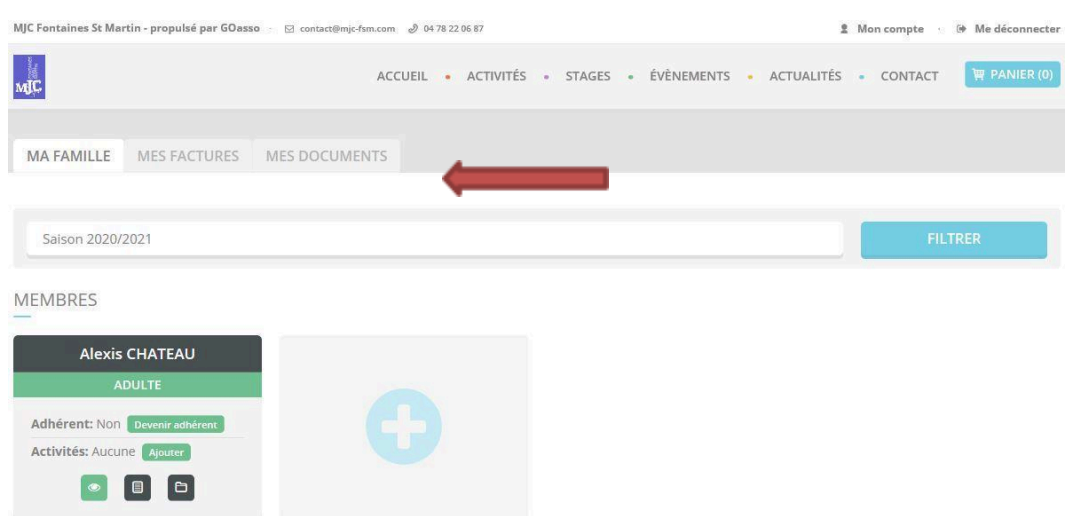 MJC Fontaines St Martin - propulsé par GOasso contact@mjc-fsm.com 04 78 22 06 87 Mon compte Me déconnecter
MJC ACCUEIL ACTIVITÉS STAGES ÉVÈNEMENTS ACTUALITÉS CONTACT PANIER (0)
MA FAMILLE MES FACTURES MES DOCUMENTS
Saison 2020/2021 FILTRER
MEMBRES
Alexis CHATEAU
ADULTE
Adhérent: Non Devenir adhérent
Activités: Aucune Ajouter